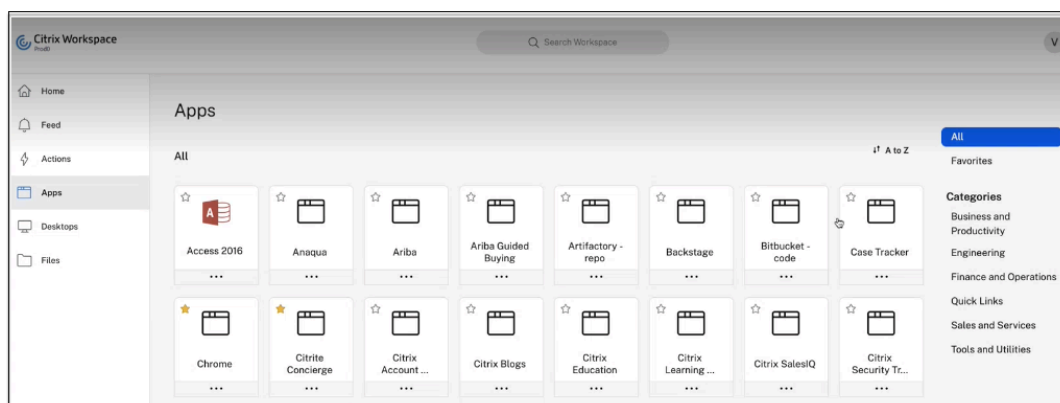 Citrix Workspace
ProdD
Search Workspace
V
Home
Feed
Actions
Apps
Desktops
Files
Apps
All
A to Z
A
Access 2016
Anaqua
Ariba
Ariba Guided
Buying
Artifactory -
repo
Backstage
Bitbucket -
code
Case Tracker
Chrome
Citrite
Concierge
Citrix
Account ...
Citrix Blogs
Citrix
Education
Citrix
Learning ...
Citrix SalesIQ
Citrix
Security Tr...
All
Favorites
Categories
Business and
Productivity
Engineering
Finance and Operations
Quick Links
Sales and Services
Tools and Utilities